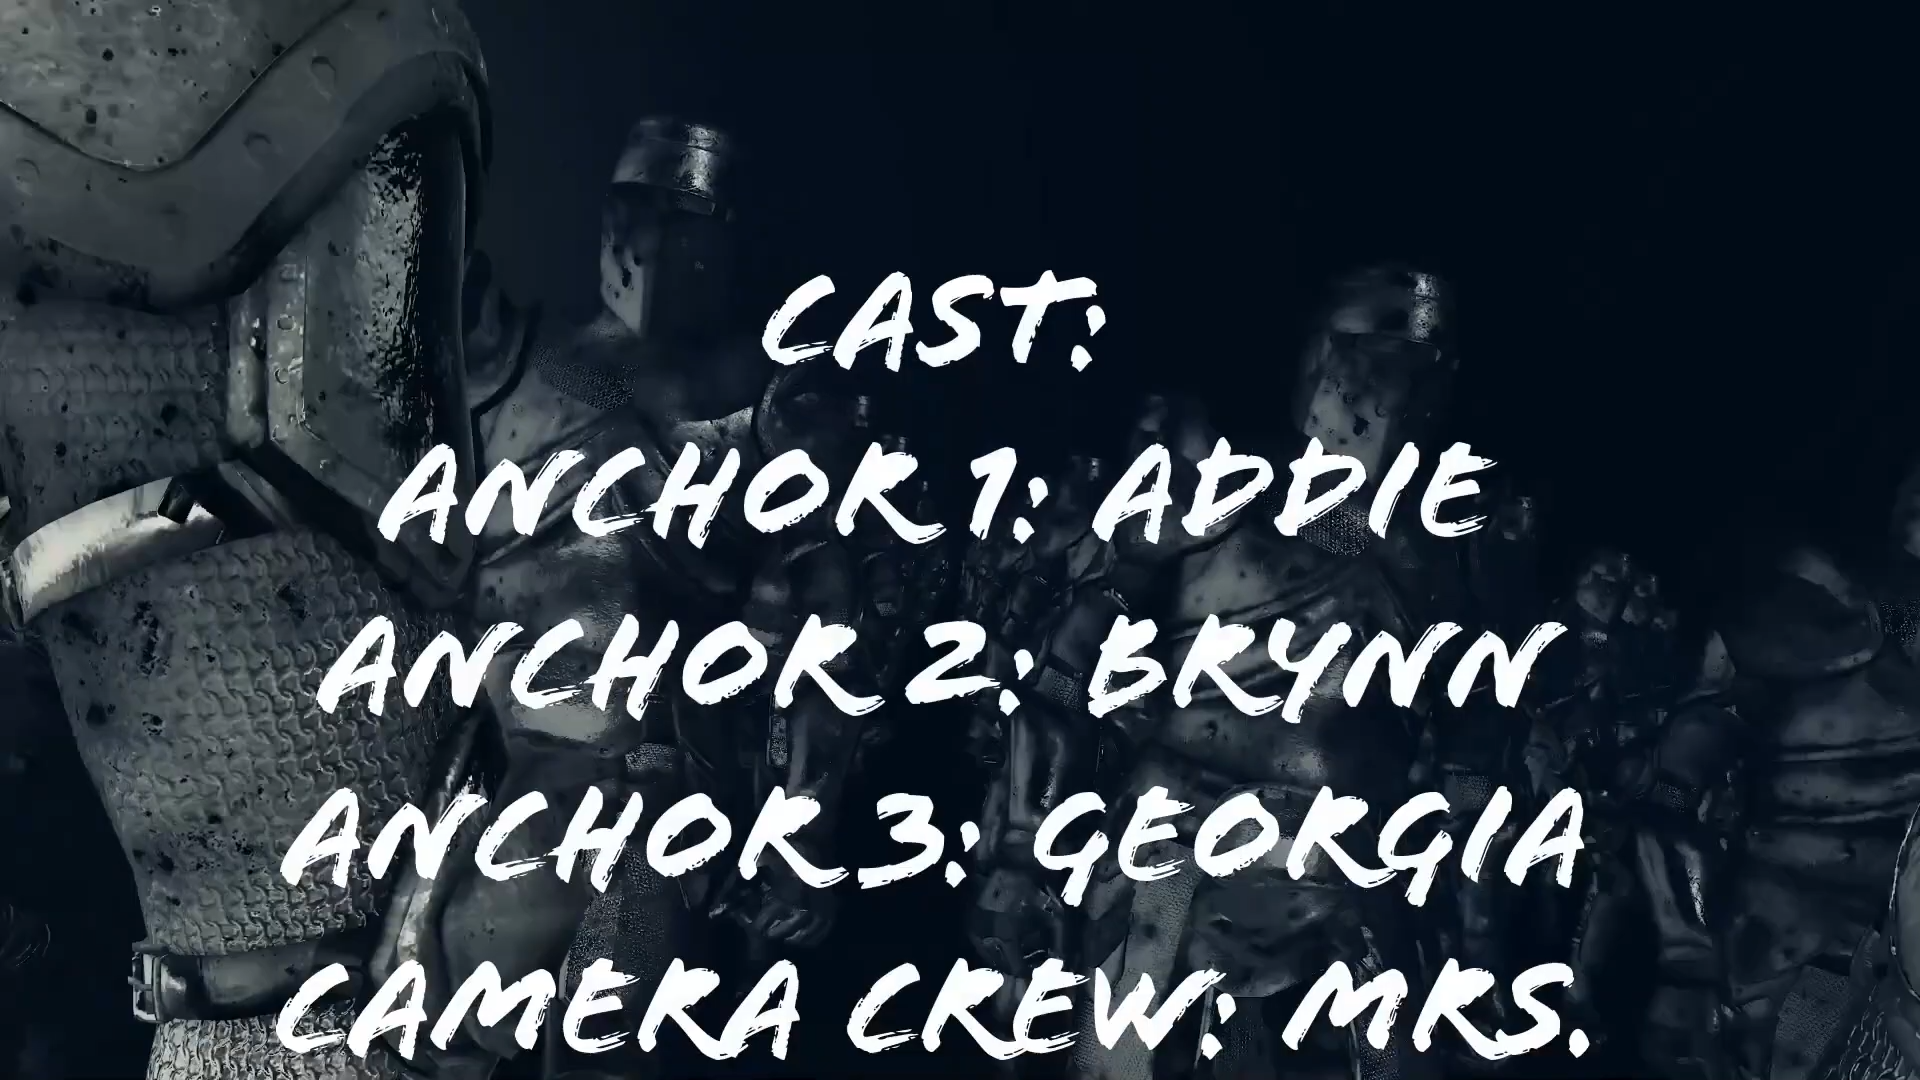 CAST:
ANCHOR 1: ADDIE
ANCHOR 2: BRYNN
ANCHOR 3: GEORGIA
CAMERA CREW: MRS.